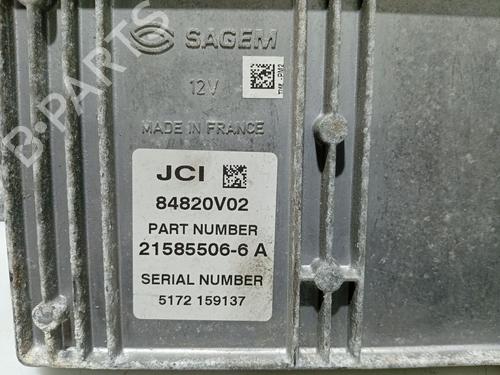 SAGEM
12V
MADE IN FRANCE
JCI
84820V02
PART NUMBER
21585506-6 A
SERIAL NUMBER
5172 159137
B-PARTS